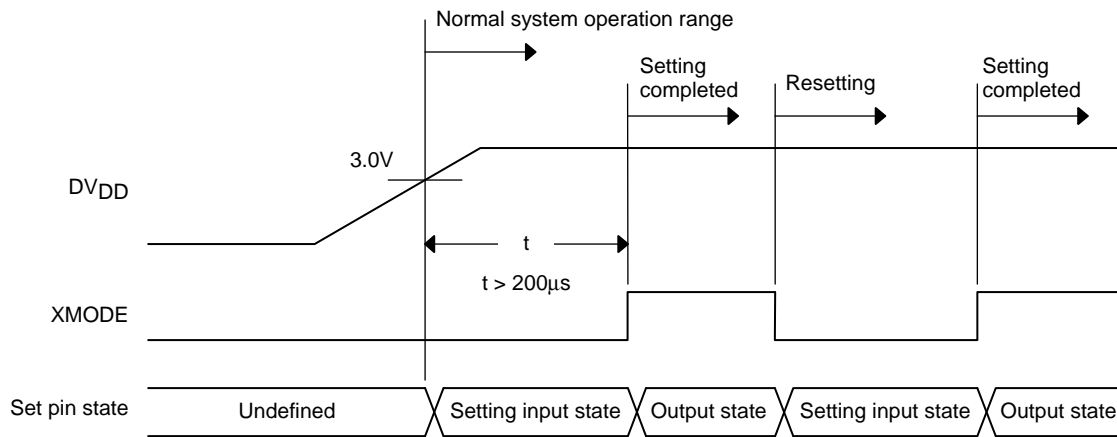 Normal system operation range
Setting
completed
Resetting
Setting
completed
3.0V
DVDD
t
t > 200μs
XMODE
Set pin state
Undefined
Setting input state
Output state
Setting input state
Output state